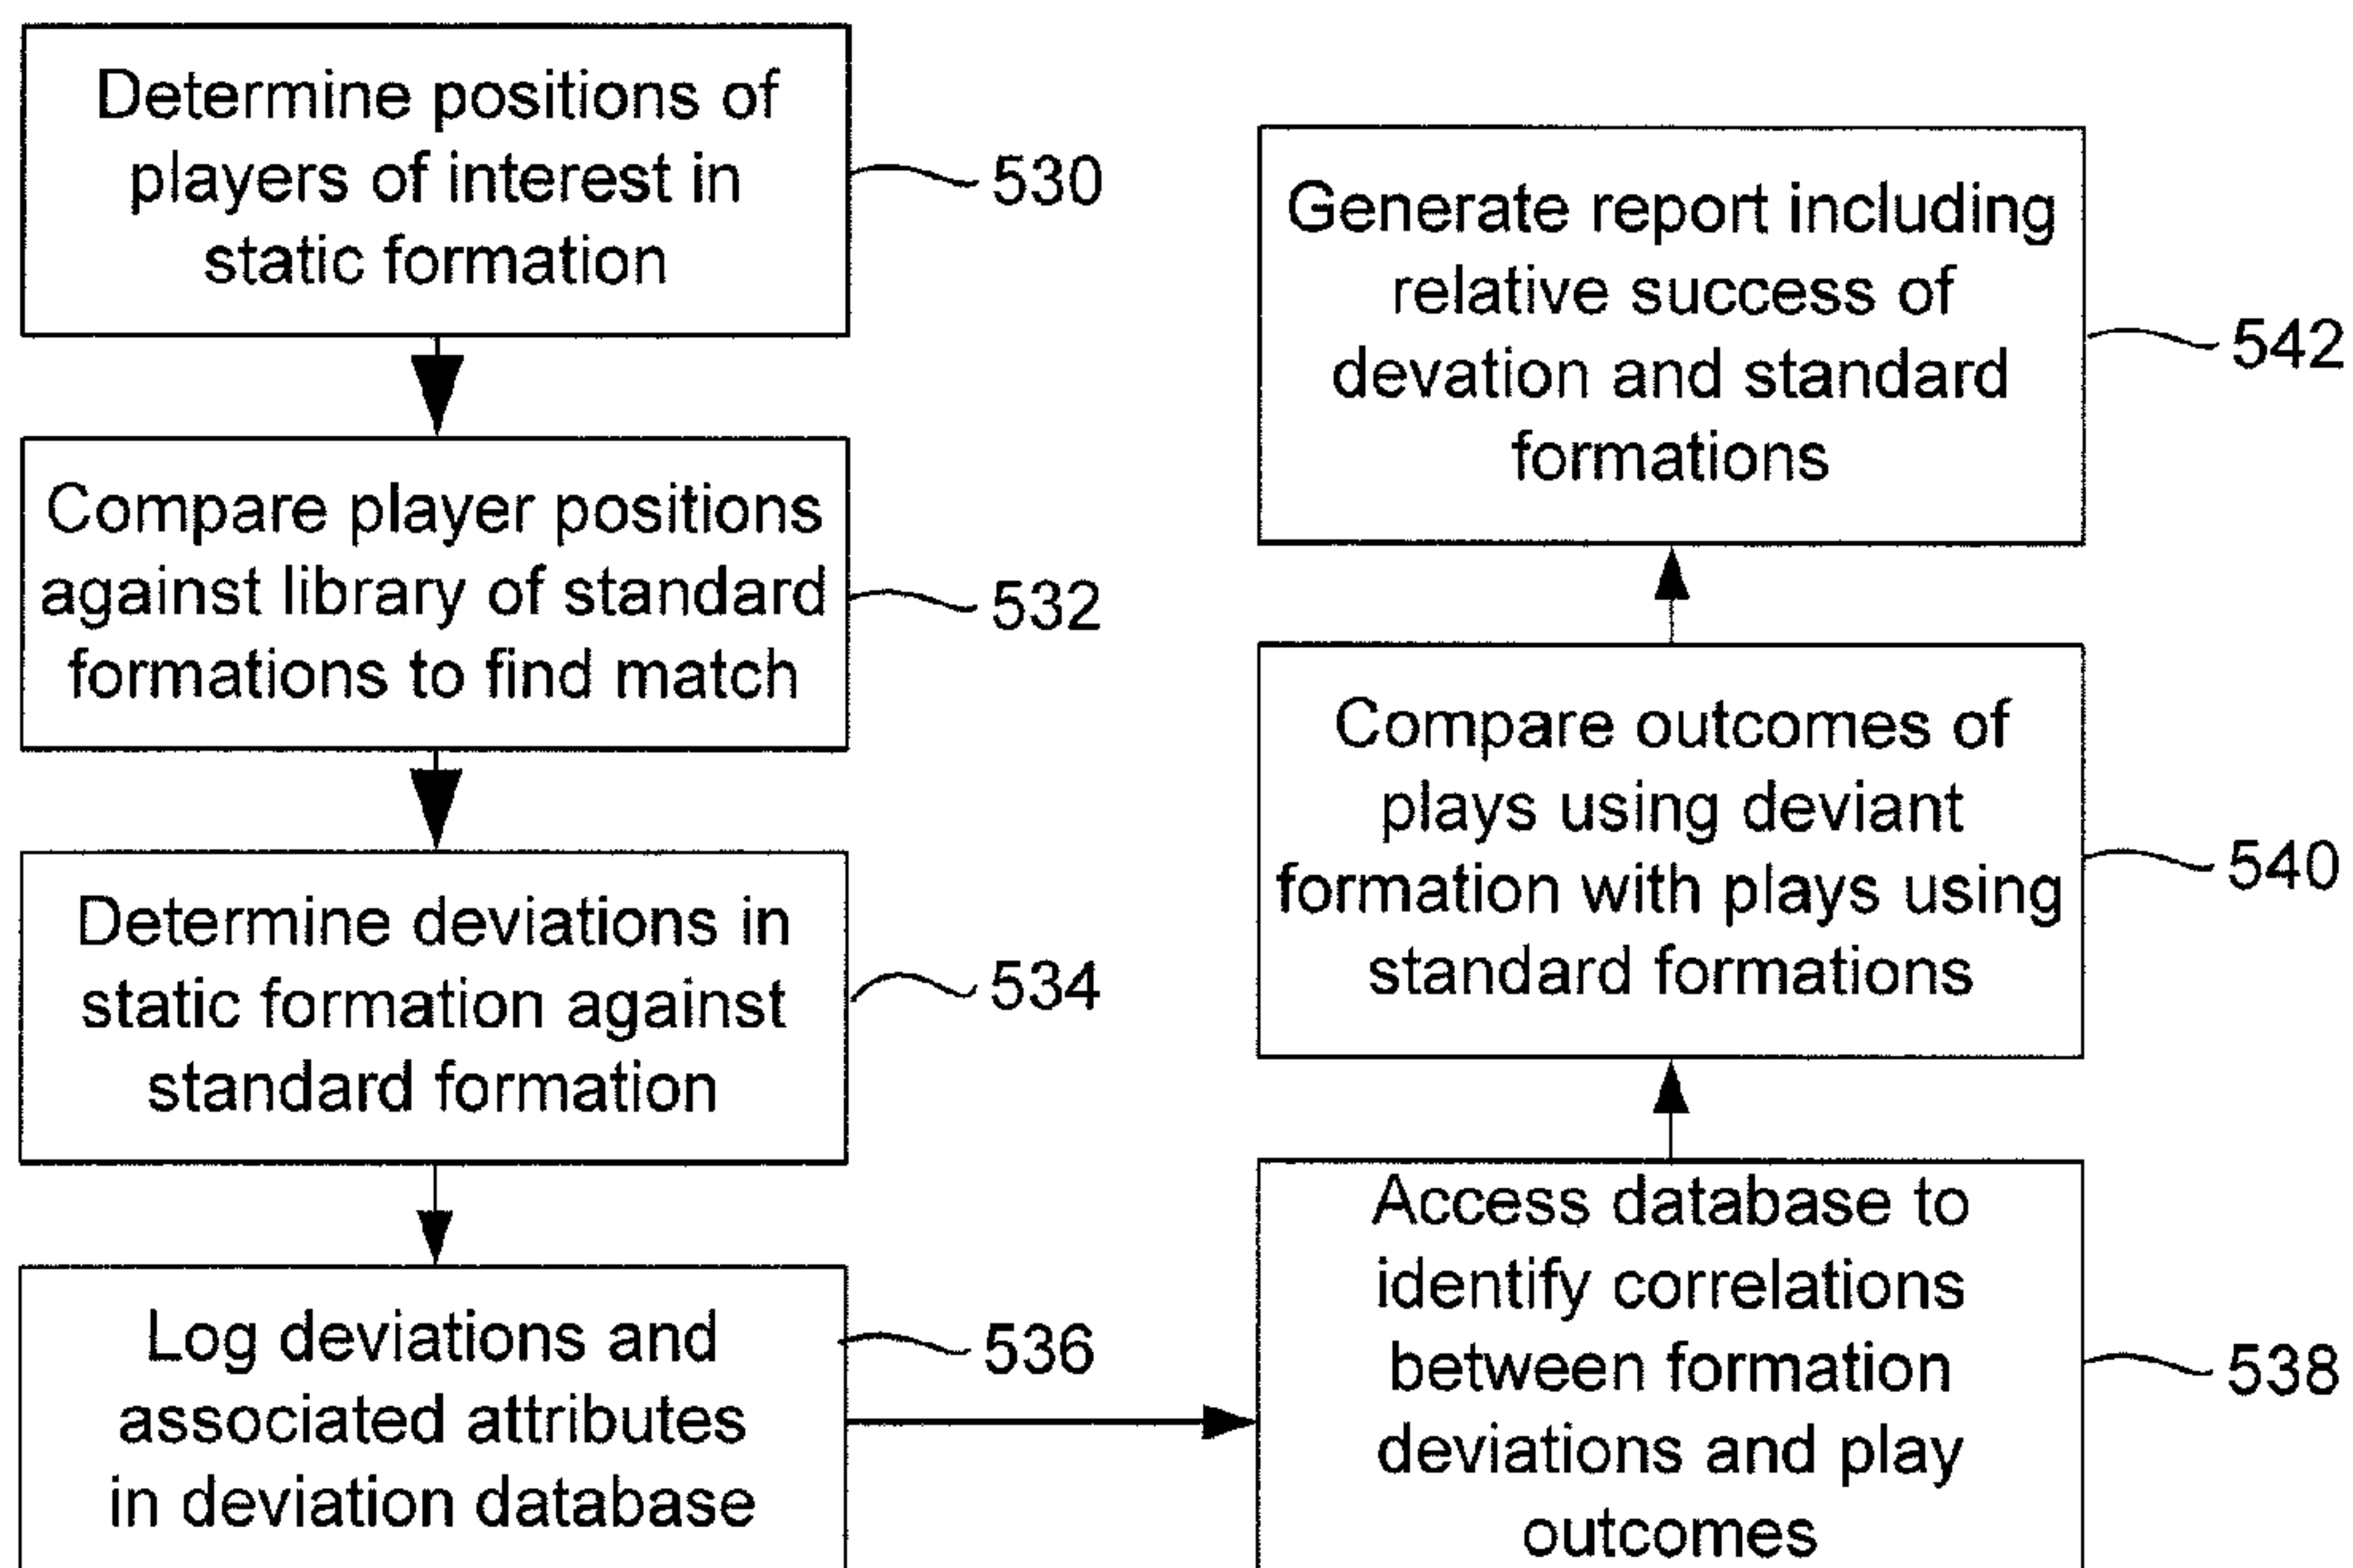 Determine positions of
players of interest in
static formation
530
Compare player positions
against library of standard
formations to find match
532
Determine deviations in
static formation against
standard formation
534
Log deviations and
associated attributes
in deviation database
536
Access database to
identify correlations
between formation
deviations and play
outcomes
538
Compare outcomes of
plays using deviant
formation with plays using
standard formations
540
Generate report including
relative success of
devation and standard
formations
542